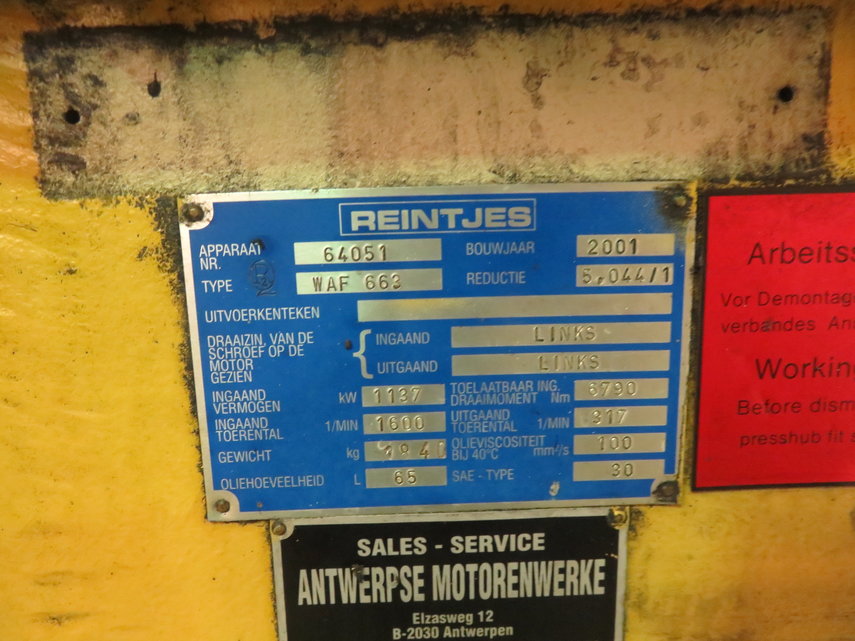 REINTJES
APPARAAT NR. 64051 BOUWJAAR 2001
TYPE WAF 663 REDUCTIE 5,044/1
UITVOERKENTEKEN
DRAAIZIN, VAN DE SCHROEF OP DE MOTOR GEZIEN { INGAAND LINKS
UITGAAND LINKS
INGAAND VERMOGEN kW 1137 TOELAATBAAR ING. DRAAIMOMENT Nm 6790
INGAAND TOERENTAL 1/MIN 1600 UITGAAND TOERENTAL 1/MIN 317
GEWICHT kg OLIEVISCOSITEIT BIJ 40°C mm²/s 100
OLIEHOEVEELHEID L 65 SAE - TYPE 30
SALES - SERVICE
ANTWERPSE MOTORENWERKE
Elzasweg 12
B-2030 Antwerpen
Arbeitss
Vor Demontag
verbandes An
Workin
Before dism
presshub fit